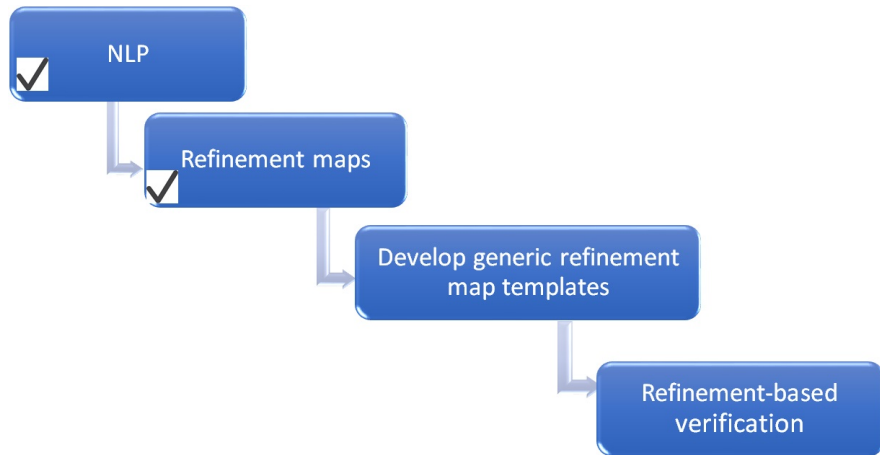 NLP
Refinement maps
Develop generic refinement
map templates
Refinement-based
verification